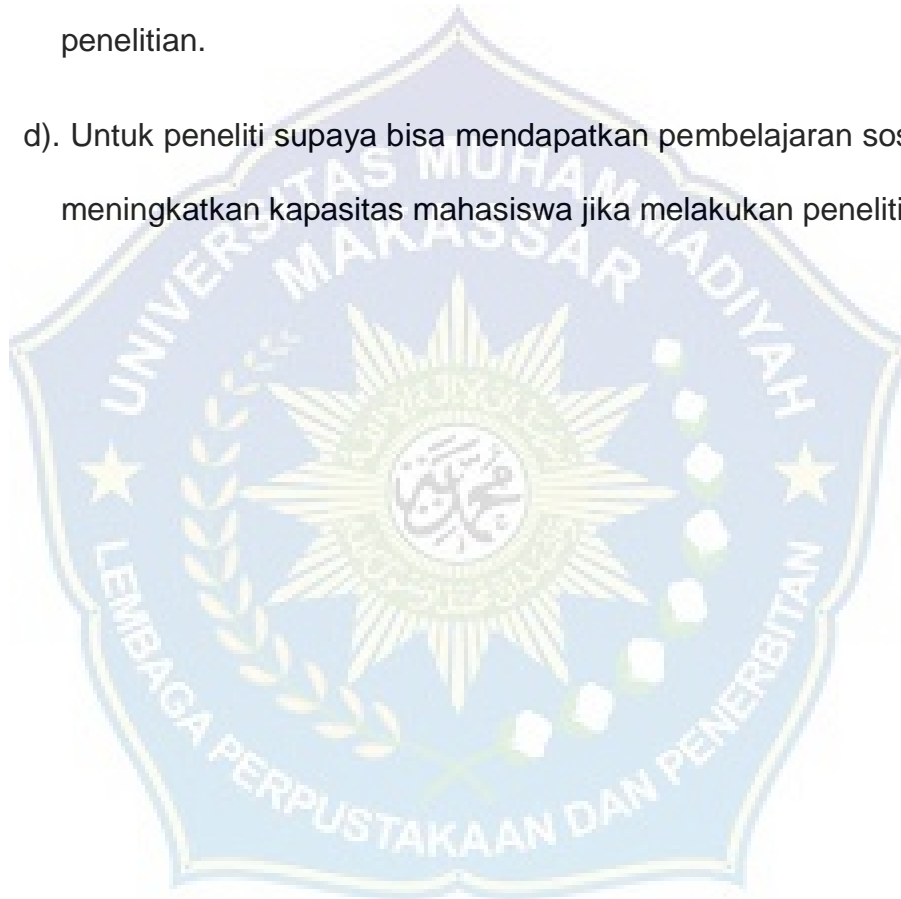 penelitian.
d). Untuk peneliti supaya bisa mendapatkan pembelajaran sos
meningkatkan kapasitas mahasiswa jika melakukan peneliti
UNIVERSITAS MUHAMMADIYAH
MAKASSAR
LEMBAGA PERPUSTAKAAN DAN PENERBITAN